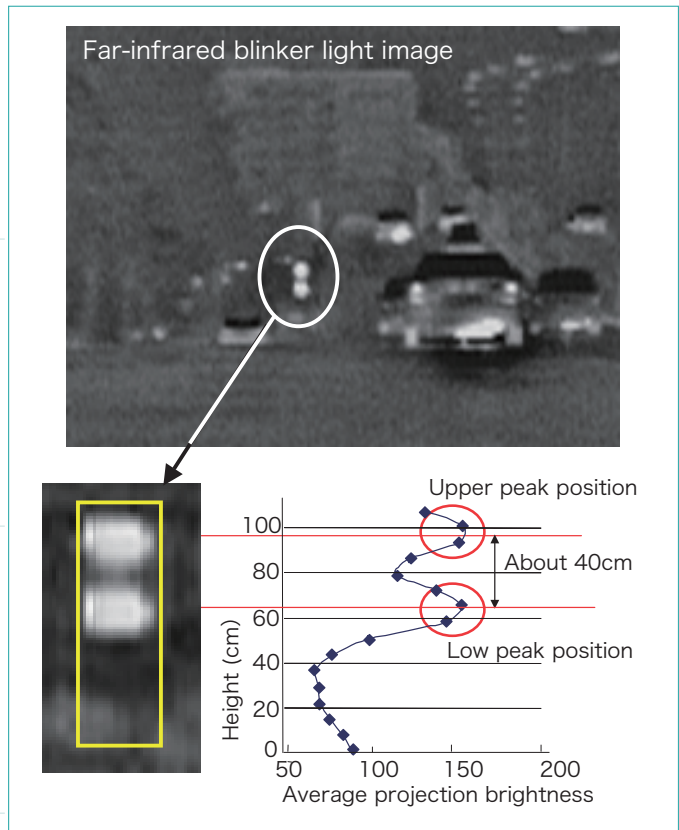 Far-infrared blinker light image
Upper peak position
100
About 40cm
80
60
Low peak position
40
20
0
Height (cm)
50 100 150 200
Average projection brightness